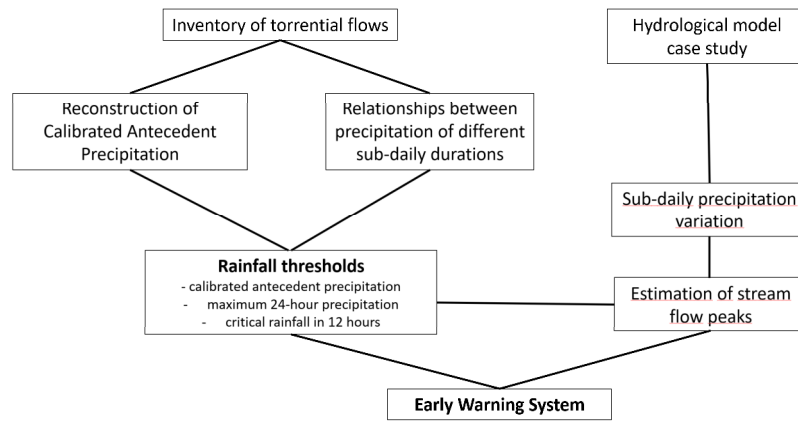 Inventory of torrential flows
Hydrological model
case study
Reconstruction of
Calibrated Antecedent
Precipitation
Relationships between
precipitation of different
sub-daily durations
Sub-daily precipitation
variation
Rainfall thresholds
- calibrated antecedent precipitation
- maximum 24-hour precipitation
- critical rainfall in 12 hours
Estimation of stream
flow peaks
Early Warning System